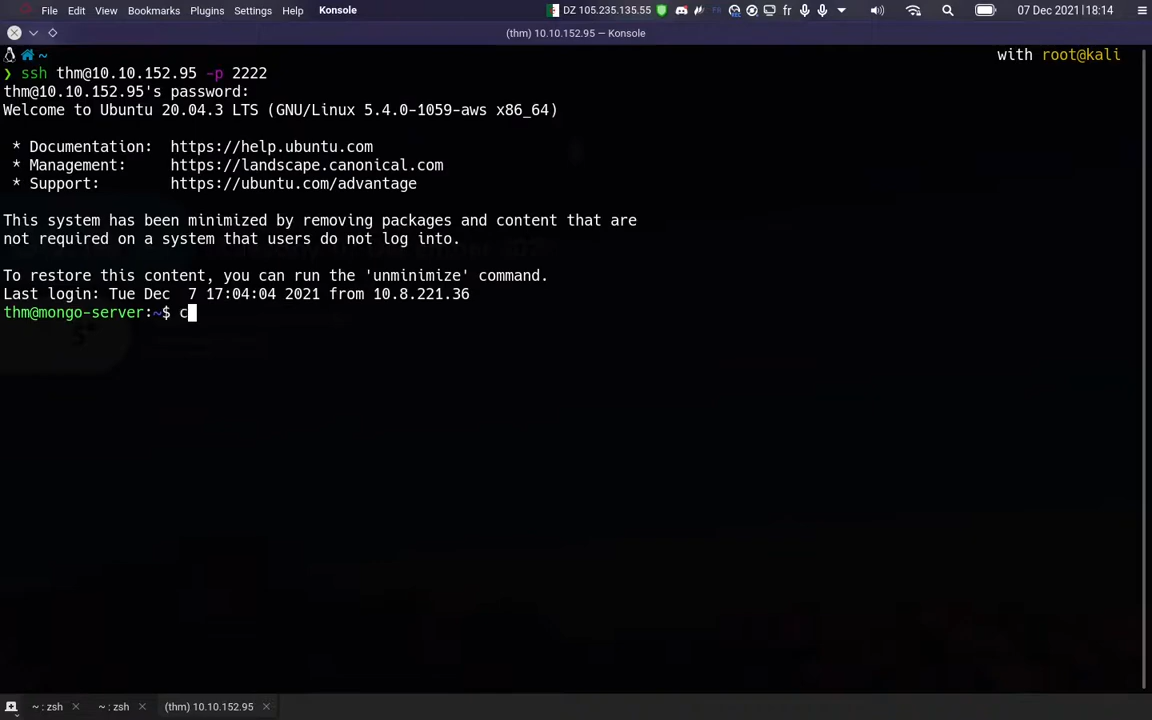 File Edit View Bookmarks Plugins Settings Help Konsole DZ 105.235.135.55 fr 07 Dec 2021|18:14
(thm) 10.10.152.95 — Konsole
~ with root@kali
❯ ssh thm@10.10.152.95 -p 2222
thm@10.10.152.95's password:
Welcome to Ubuntu 20.04.3 LTS (GNU/Linux 5.4.0-1059-aws x86_64)
* Documentation: https://help.ubuntu.com
* Management: https://landscape.canonical.com
* Support: https://ubuntu.com/advantage
This system has been minimized by removing packages and content that are
not required on a system that users do not log into.
To restore this content, you can run the 'unminimize' command.
Last login: Tue Dec  7 17:04:04 2021 from 10.8.221.36
thm@mongo-server:~$ c
~ : zsh ~ : zsh (thm) 10.10.152.95